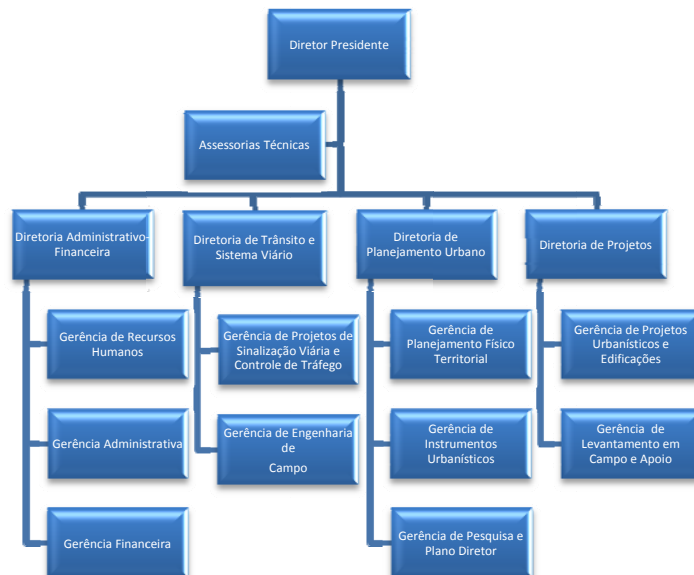 Diretor Presidente
Assessorias Técnicas
Diretoria Administrativo-
Financeira
Diretoria de Trânsito e
Sistema Viário
Diretoria de
Planejamento Urbano
Diretoria de Projetos
Gerência de Recursos
Humanos
Gerência de Projetos de
Sinalização Viária e
Controle de Tráfego
Gerência de
Planejamento Físico
Territorial
Gerência de Projetos
Urbanísticos e
Edificações
Gerência Administrativa
Gerência de Engenharia
de
Campo
Gerência de
Instrumentos
Urbanísticos
Gerência de
Levantamento em
Campo e Apoio
Gerência Financeira
Gerência de Pesquisa e
Plano Diretor